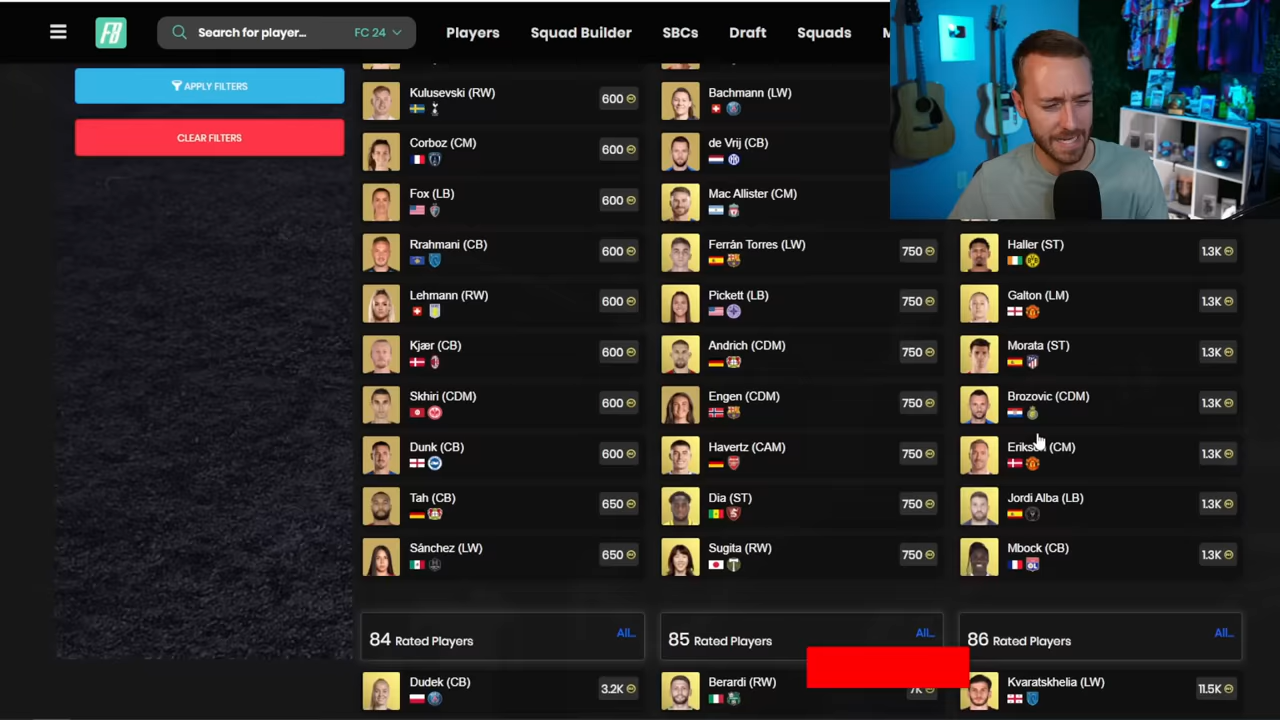 FB
Search for player...
FC 24
Players
Squad Builder
SBCs
Draft
Squads
M
APPLY FILTERS
CLEAR FILTERS
Kulusevski (RW)
600
Corboz (CM)
600
Fox (LB)
600
Rrahmani (CB)
600
Lehmann (RW)
600
Kjær (CB)
600
Skhiri (CDM)
600
Dunk (CB)
600
Tah (CB)
650
Sánchez (LW)
650
Bachmann (LW)
de Vrij (CB)
Mac Allister (CM)
Ferrán Torres (LW)
750
Pickett (LB)
750
Andrich (CDM)
750
Engen (CDM)
750
Havertz (CAM)
750
Dia (ST)
750
Sugita (RW)
750
Haller (ST)
1.3K
Galton (LM)
1.3K
Morata (ST)
1.3K
Brozovic (CDM)
1.3K
Eriksen (CM)
1.3K
Jordi Alba (LB)
1.3K
Mbock (CB)
1.3K
84 Rated Players
All...
Dudek (CB)
3.2K
85 Rated Players
All...
Berardi (RW)
7K
86 Rated Players
All...
Kvaratskhelia (LW)
11.5K